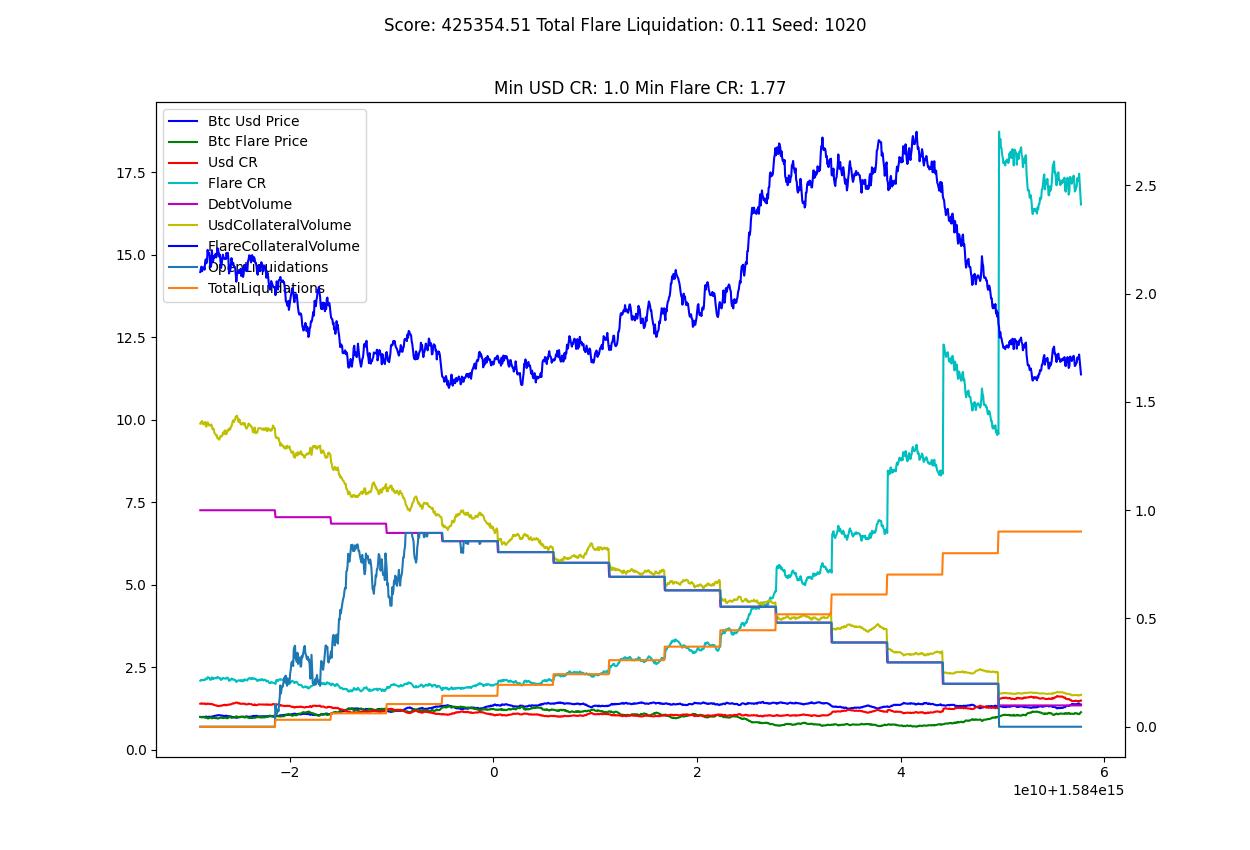 Score: 425354.51 Total Flare Liquidation: 0.11 Seed: 1020
Min USD CR: 1.0 Min Flare CR: 1.77
Btc Usd Price
Btc Flare Price
Usd CR
Flare CR
DebtVolume
UsdCollateralVolume
FlareCollateralVolume
OpenLiquidations
TotalLiquidations
17.5
15.0
12.5
10.0
7.5
5.0
2.5
0.0
2.5
2.0
1.5
1.0
0.5
0.0
−2
0
2
4
6
1e10+1.584e15